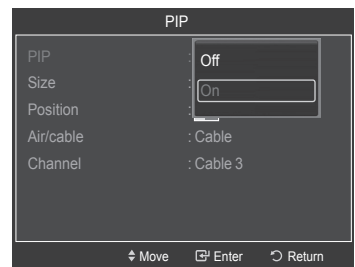 PIP
PIP :
Off
On
Size :
Position :
Air/cable : Cable
Channel : Cable 3
Move Enter Return